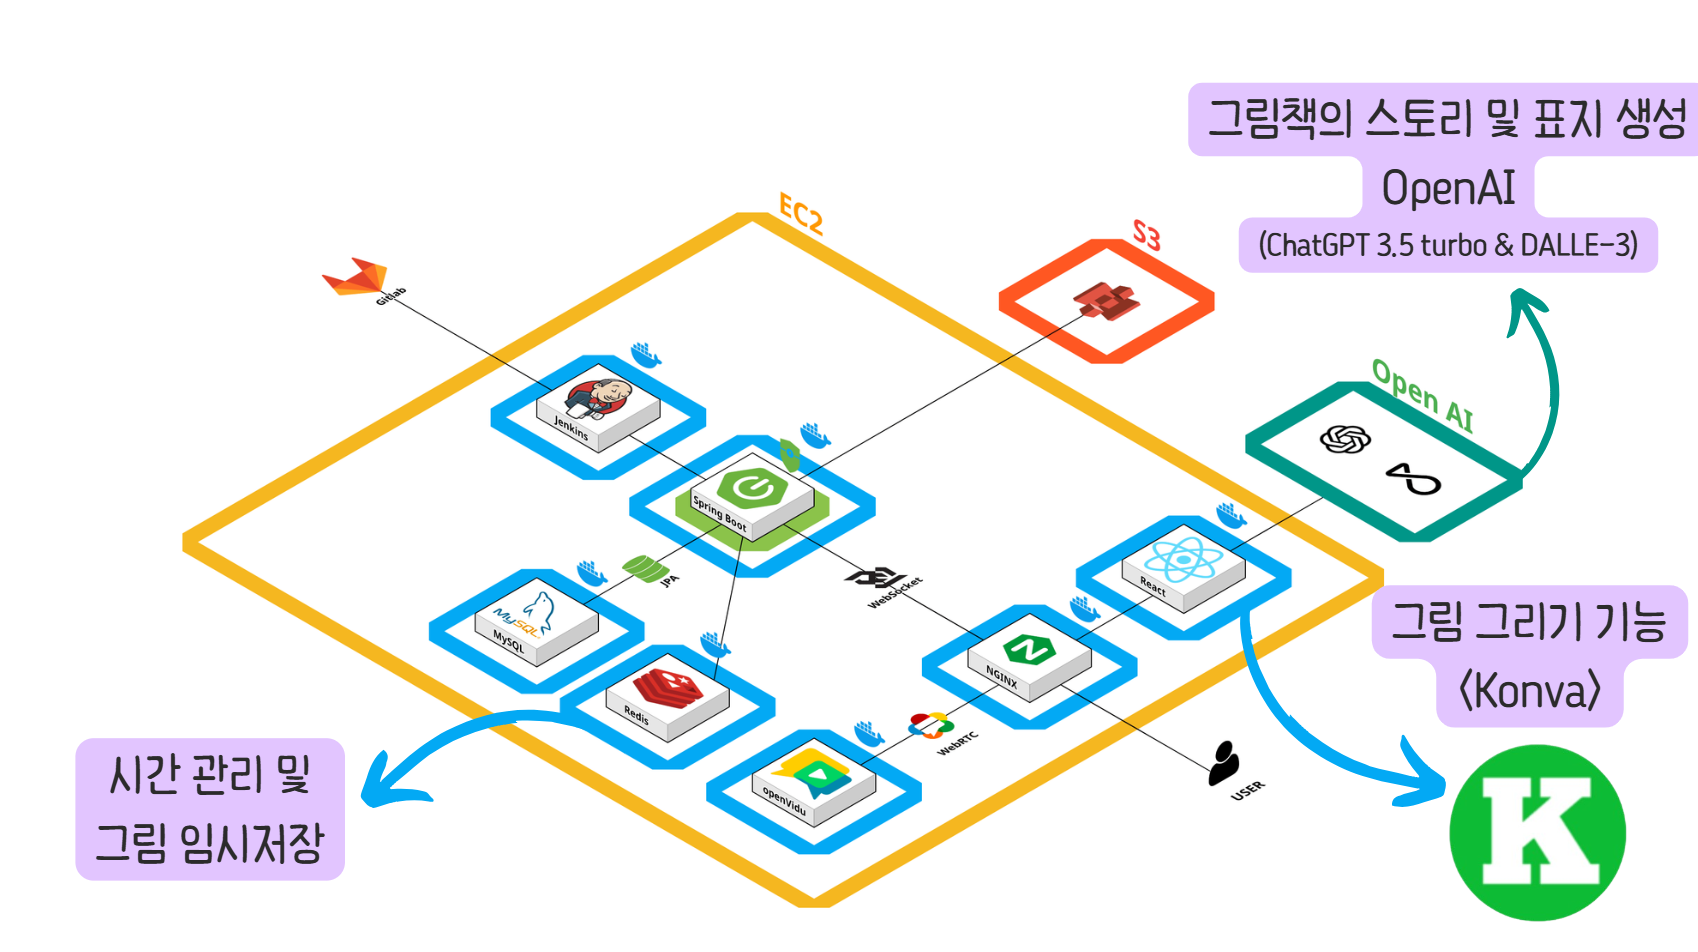 그림책의 스토리 및 표지 생성
OpenAI
(ChatGPT 3.5 turbo & DALLE-3)
EC2
S3
Gitlab
Open AI
Jenkins
Spring Boot
React
JPA
WebSocket
MySQL
NGINX
그림 그리기 기능
<Konva>
Redis
WebRTC
openVidu
USER
시간 관리 및
그림 임시저장
K